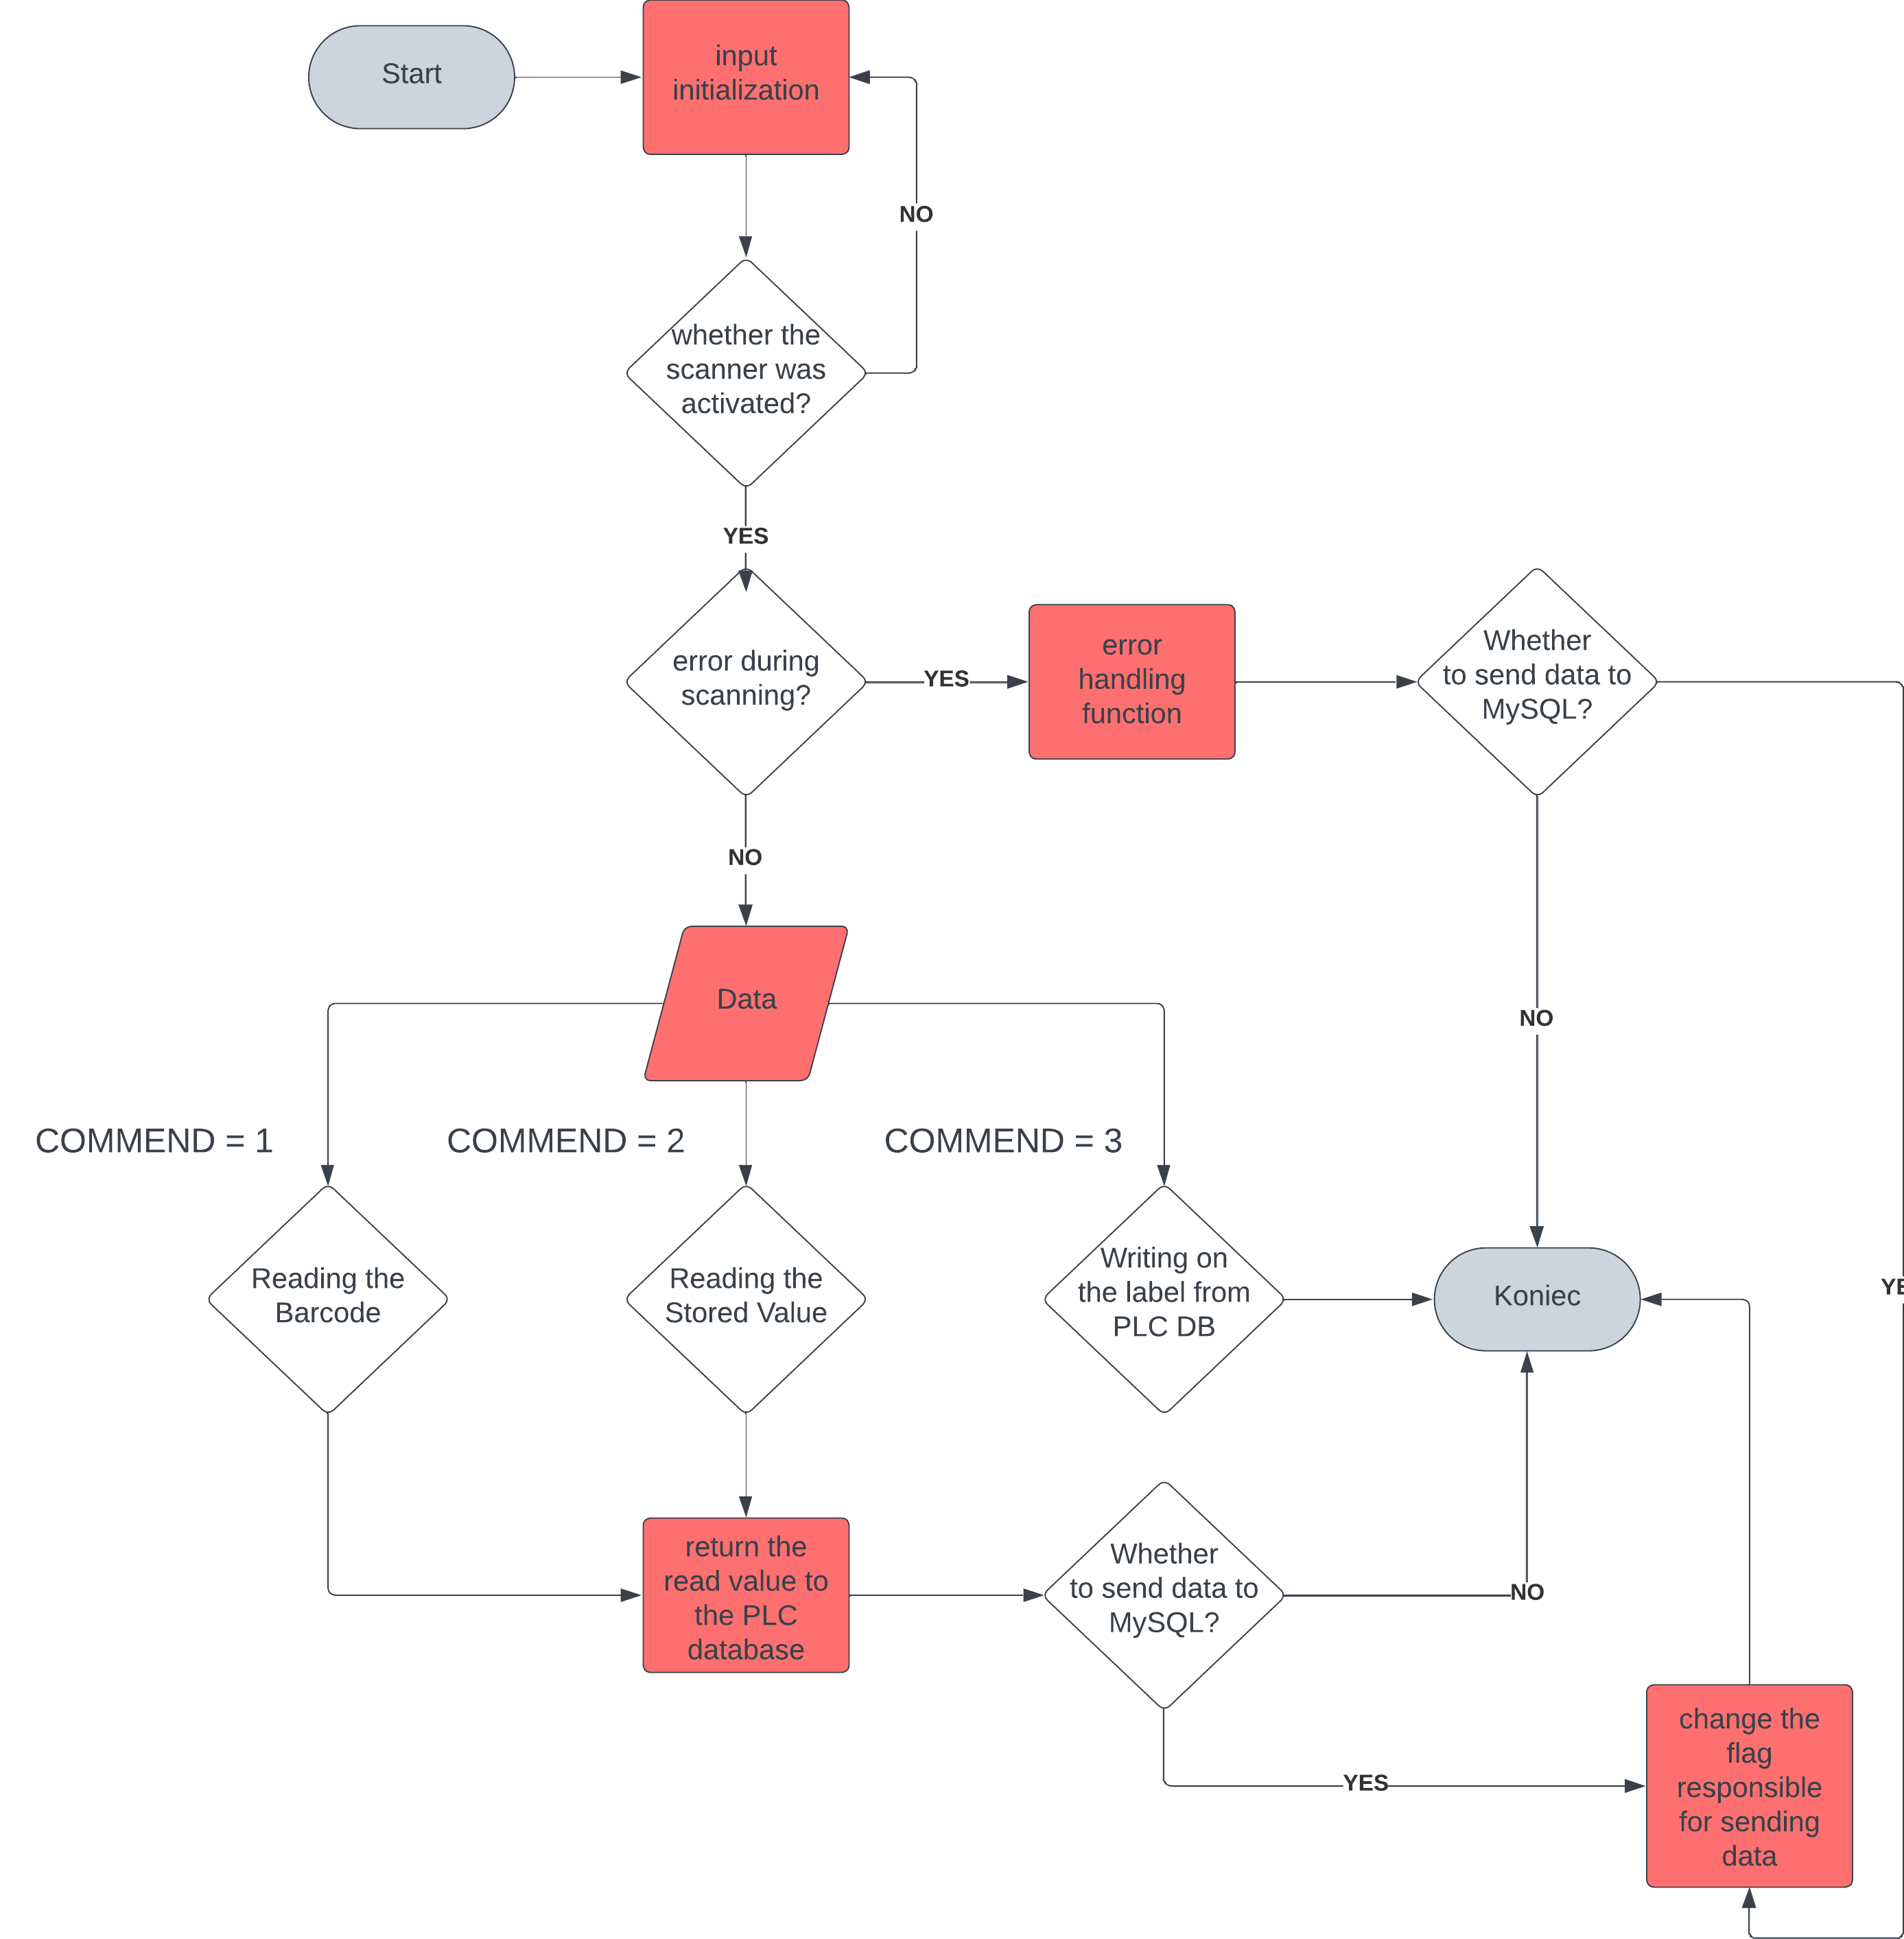 Start
input
initialization
NO
whether the
scanner was
activated?
YES
error during
scanning?
YES
error
handling
function
Whether
to send data to
MySQL?
NO
NO
Data
COMMEND = 1
COMMEND = 2
COMMEND = 3
Reading the
Barcode
Reading the
Stored Value
Writing on
the label from
PLC DB
Koniec
YE
return the
read value to
the PLC
database
Whether
to send data to
MySQL?
NO
YES
change the
flag
responsible
for sending
data